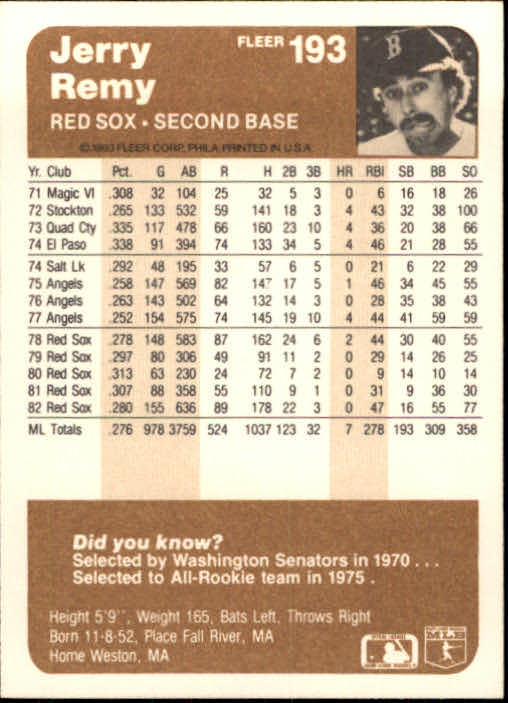 Jerry
Remy
FLEER 193
RED SOX • SECOND BASE
© 1983 FLEER CORP. PHILA PRINTED IN U.S.A.
B
Yr. Club Pct. G AB R H 2B 3B HR RBI SB BB SO
71 Magic Vl .308 32 104 25 32 5 3 0 6 16 18 26
72 Stockton .265 133 532 59 141 18 3 4 43 32 38 100
73 Quad Cty .335 117 478 66 160 23 10 4 36 20 38 66
74 El Paso .338 91 394 74 133 34 5 4 46 21 28 55
74 Salt Lk .292 48 195 33 57 6 5 0 21 6 22 29
75 Angels .258 147 569 82 147 17 5 1 46 34 45 55
76 Angels .263 143 502 64 132 14 3 0 28 35 38 43
77 Angels .252 154 575 74 145 19 10 4 44 41 59 59
78 Red Sox .278 148 583 87 162 24 6 2 44 30 40 55
79 Red Sox .297 80 306 49 91 11 2 0 29 14 26 25
80 Red Sox .313 63 230 24 72 7 2 0 9 14 10 14
81 Red Sox .307 88 358 55 110 9 1 0 31 9 36 30
82 Red Sox .280 155 636 89 178 22 3 0 47 16 55 77
ML Totals .276 978 3759 524 1037 123 32 7 278 193 309 358
Did you know?
Selected by Washington Senators in 1970 . . .
Selected to All-Rookie team in 1975 .
Height 5'9'', Weight 165, Bats Left, Throws Right
Born 11-8-52, Place Fall River, MA
Home Weston, MA